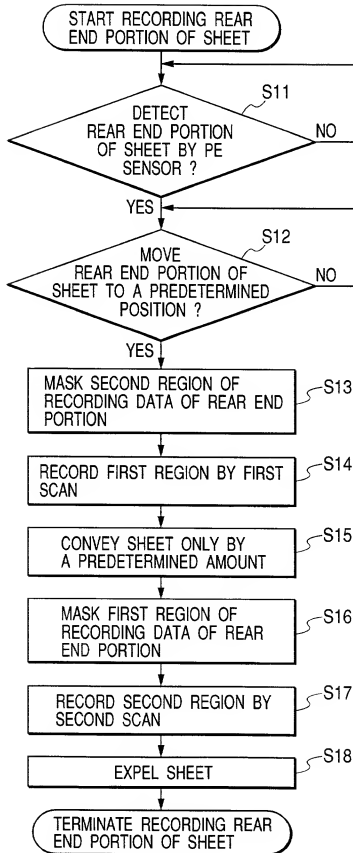 START RECORDING REAR
END PORTION OF SHEET
S11
DETECT
REAR END PORTION
OF SHEET BY PE
SENSOR ?
NO
YES
S12
MOVE
REAR END PORTION OF
SHEET TO A PREDETERMINED
POSITION ?
NO
YES
MASK SECOND REGION OF
RECORDING DATA OF REAR END
PORTION
S13
RECORD FIRST REGION BY FIRST
SCAN
S14
CONVEY SHEET ONLY BY
A PREDETERMINED AMOUNT
S15
MASK FIRST REGION OF
RECORDING DATA OF REAR
END PORTION
S16
RECORD SECOND REGION BY
SECOND SCAN
S17
EXPEL SHEET
S18
TERMINATE RECORDING REAR
END PORTION OF SHEET